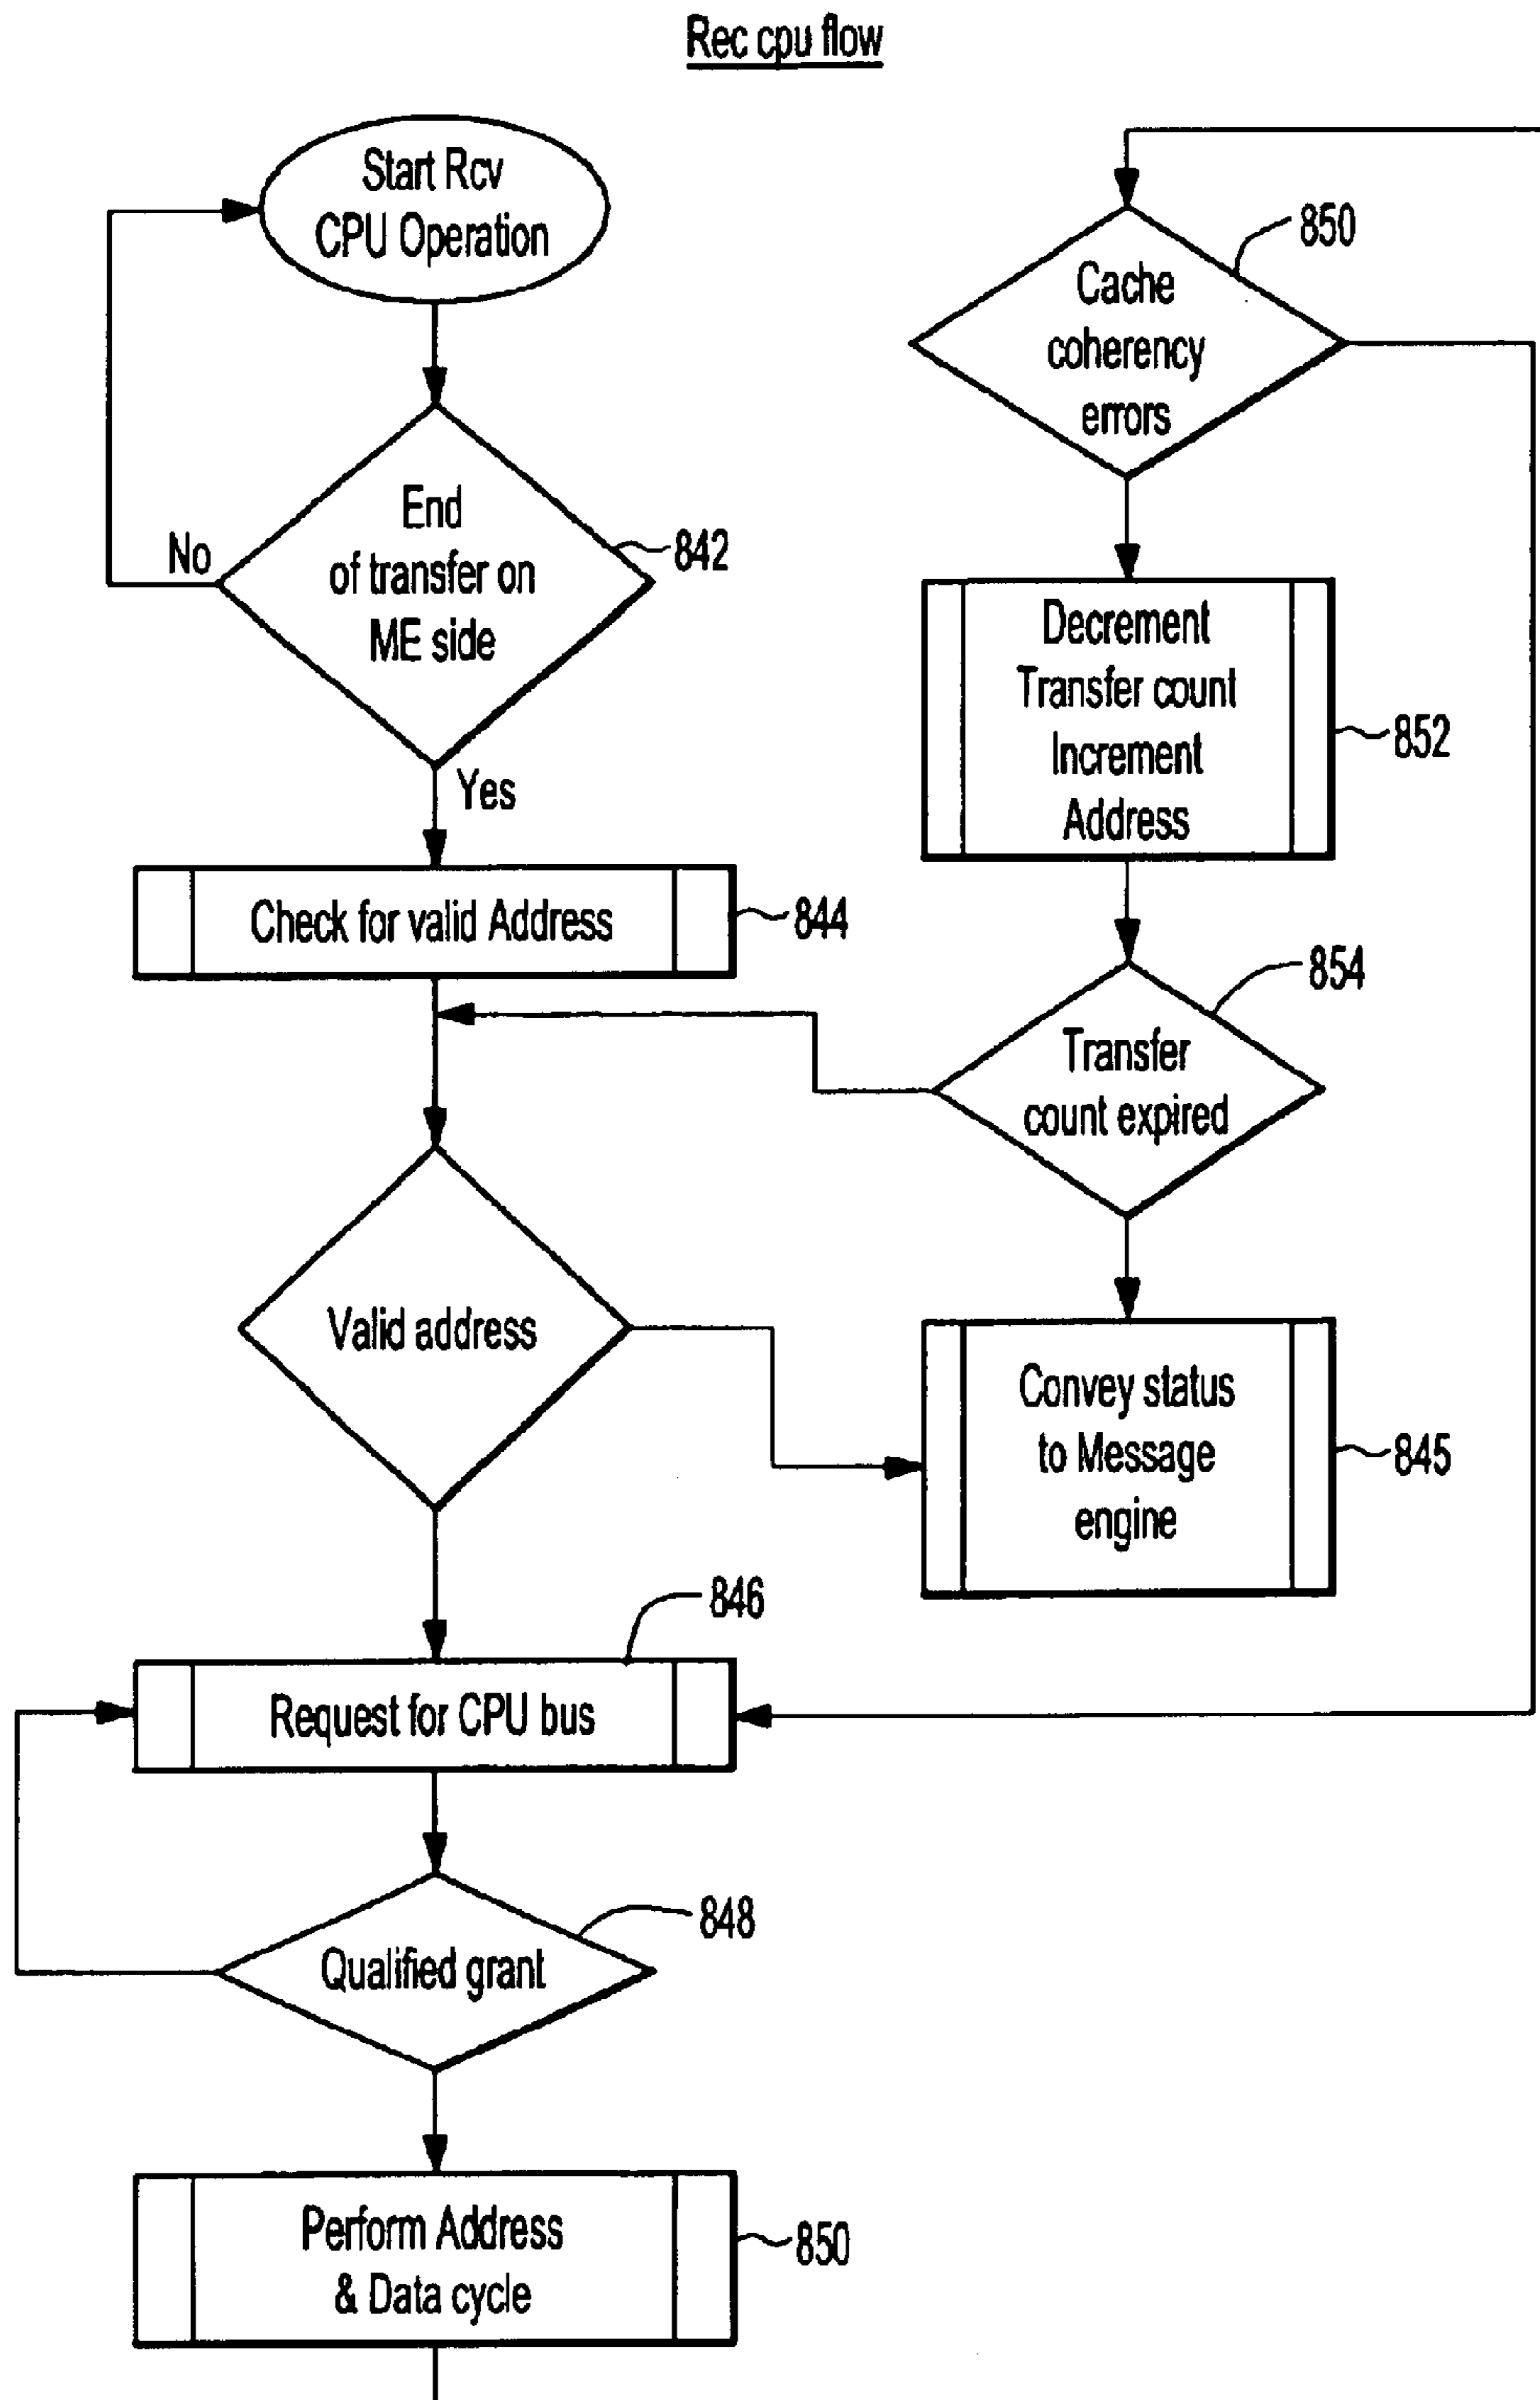 Rec cpu flow
Start Rcv
CPU Operation
End
of transfer on
ME side
842
No
Yes
Check for valid Address
844
Valid address
846
Request for CPU bus
Qualified grant
848
Perform Address
& Data cycle
850
850
Cache
coherency
errors
Decrement
Transfer count
Increment
Address
852
854
Transfer
count expired
Convey status
to Message
engine
845